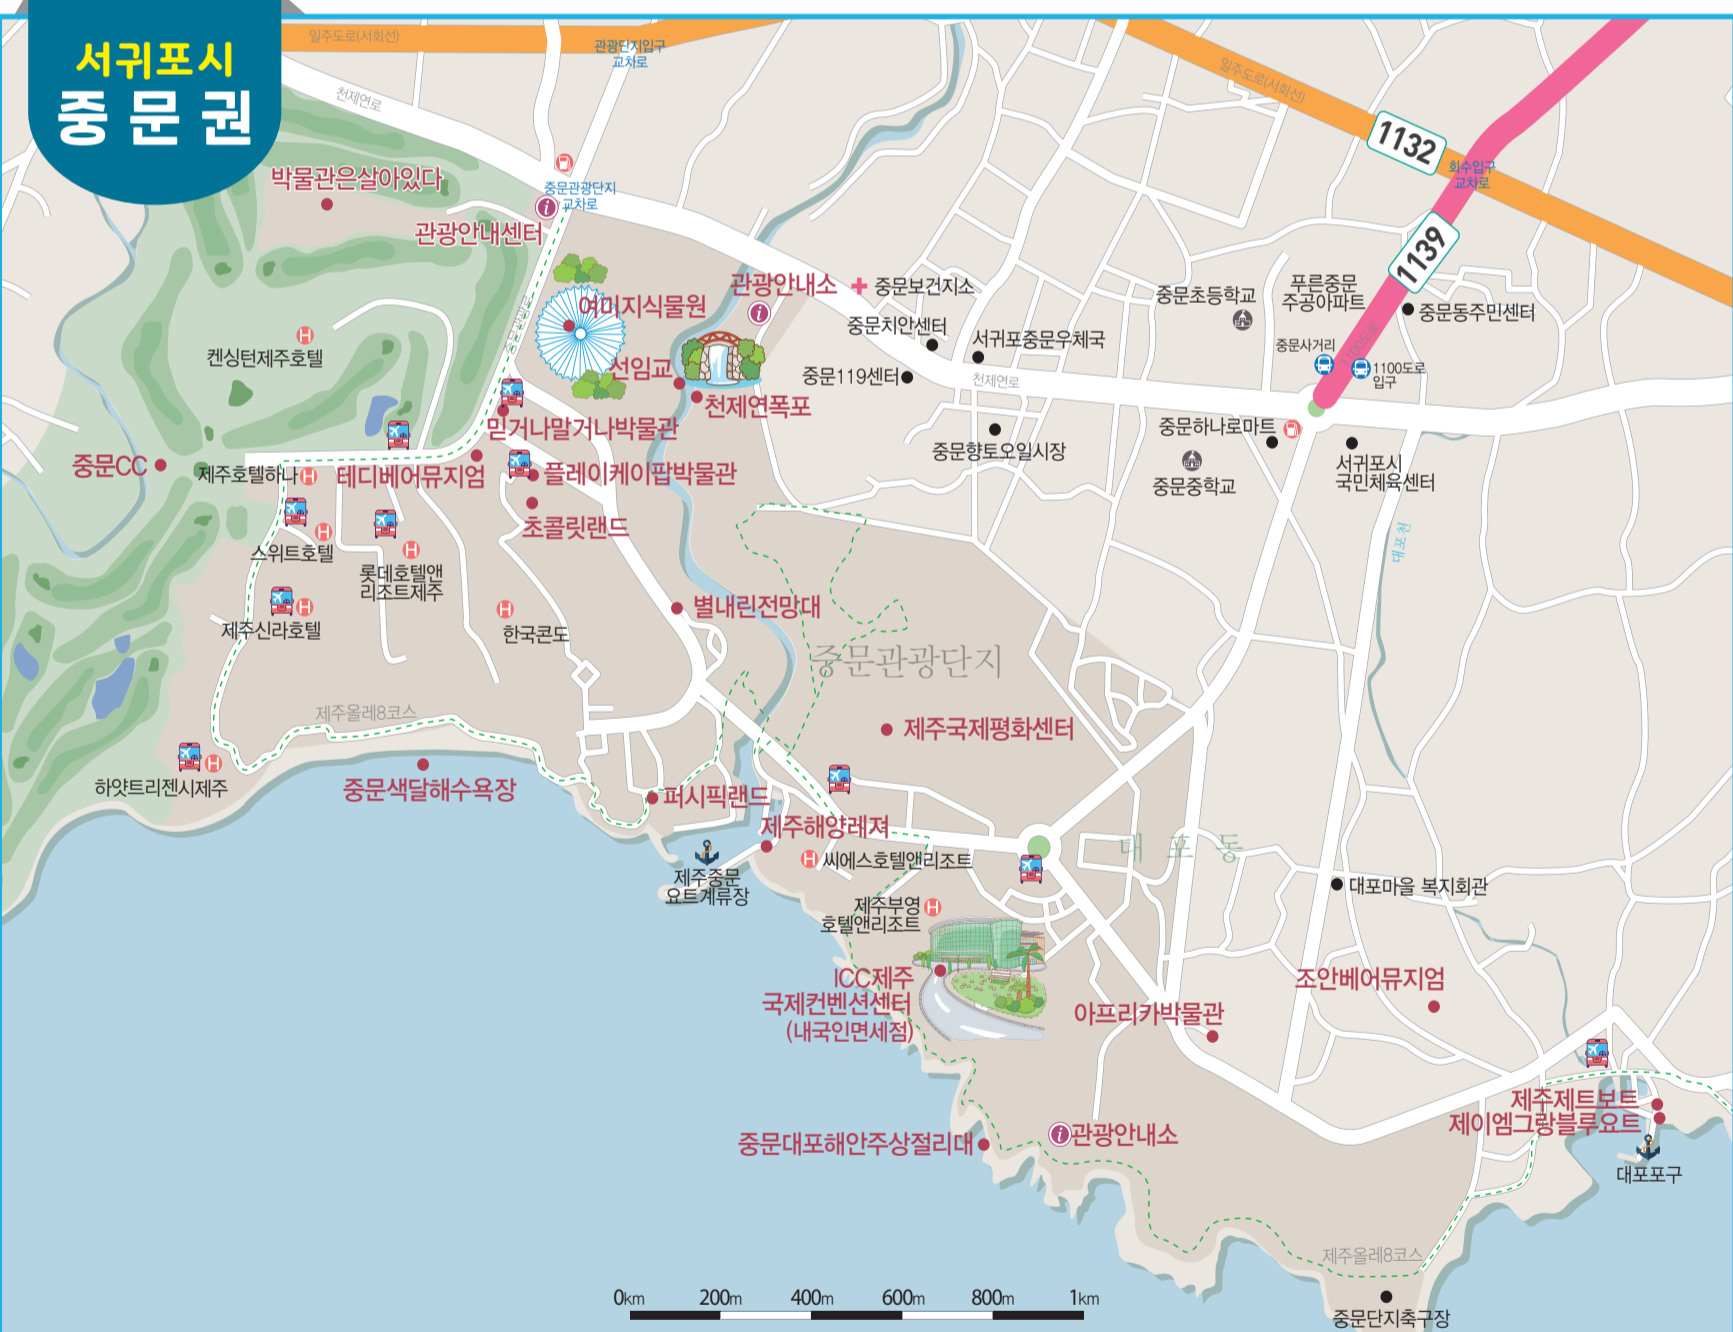 서귀포시
중문권
일주도로(서회선)
관광단지입구
교차로
천제연로
일주도로(서회선)
1132
회수입구
교차로
1139
1100도로
박물관은살아있다
중문관광단지
교차로
관광안내센터
여미지식물원
관광안내소
중문보건지소
중문치안센터
서귀포중문우체국
중문119센터
천제연로
중문초등학교
푸른중문
주공아파트
중문동주민센터
중문사거리
1100도로
입구
켄싱턴제주호텔
선임교
천제연폭포
믿거나말거나박물관
중문향토오일시장
중문하나로마트
서귀포시
국민체육센터
중문중학교
대포천
중문CC
제주호텔하나
테디베어뮤지엄
플레이케이팝박물관
초콜릿랜드
스위트호텔
롯데호텔앤
리조트제주
제주신라호텔
한국콘도
별내린전망대
중문관광단지
제주국제평화센터
제주올레8코스
하얏트리젠시제주
중문색달해수욕장
퍼시픽랜드
제주해양레져
씨에스호텔앤리조트
제주중문
요트계류장
대포동
대포마을 복지회관
제주부영
호텔앤리조트
ICC제주
국제컨벤션센터
(내국인면세점)
아프리카박물관
조안베어뮤지엄
제주제트보트
제이엠그랑블루요트
대포포구
중문대포해안주상절리대
관광안내소
제주올레8코스
중문단지축구장
0km 200m 400m 600m 800m 1km